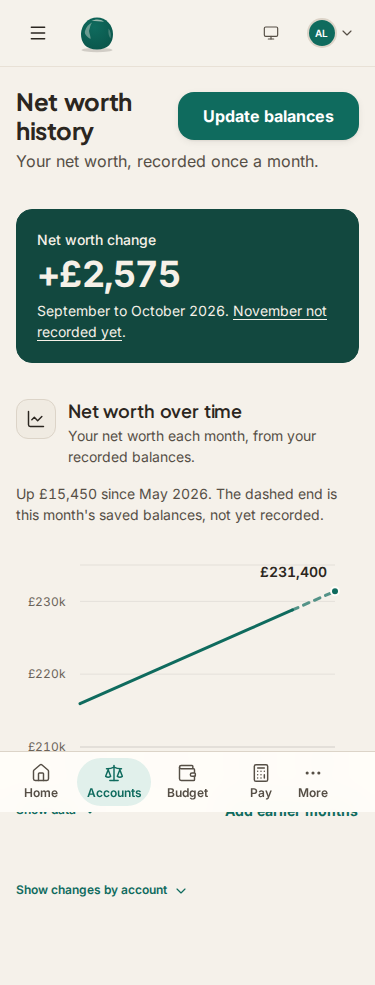 AL
Net worth
history
Update balances
Your net worth, recorded once a month.
Net worth change
+£2,575
September to October 2026. November not
recorded yet.
Net worth over time
Your net worth each month, from your
recorded balances.
Up £15,450 since May 2026. The dashed end is
this month's saved balances, not yet recorded.
£231,400
£230k
£220k
£210k
Home
Accounts
Budget
Pay
More
Show data
Add earlier months
Show changes by account